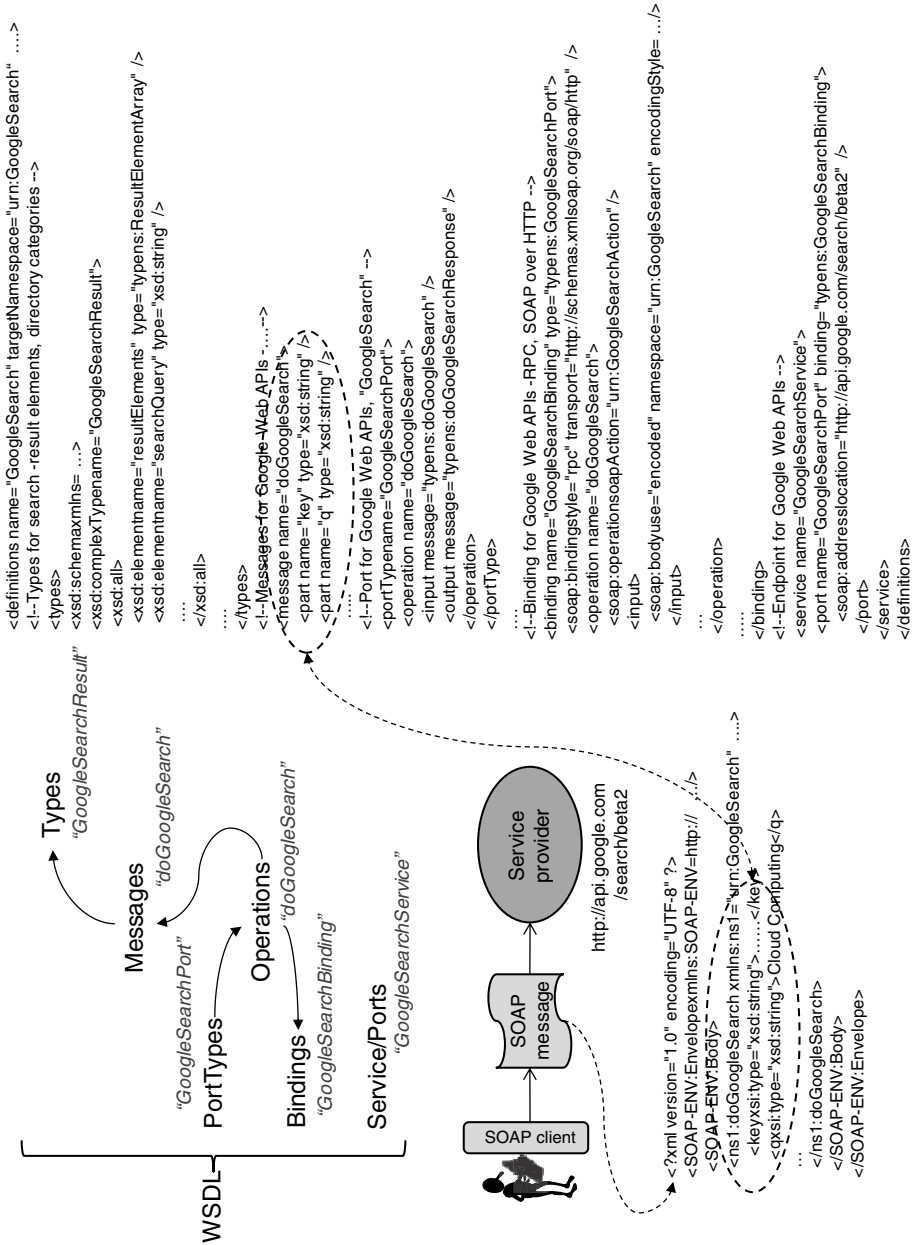 WSDL
Types
“GoogleSearchResult”
Messages
“doGoogleSearch”
“GoogleSearchPort”
PortTypes
Operations
“doGoogleSearch”
Bindings
“GoogleSearchBinding”
Service/Ports
“GoogleSearchService”
SOAP client
SOAP
message
Service
provider
http://api.google.com
/search/beta2
<?xml version="1.0" encoding="UTF-8" ?>
<SOAP-ENV:Envelopexmlns:SOAP-ENV=http:// …/>
<SOAP-ENV:Body>
<ns1:doGoogleSearch xmlns:ns1="urn:GoogleSearch" ….>
<keyxsi:type="xsd:string">……</key>
<qxsi:type="xsd:string">Cloud Computing</q>
…
</ns1:doGoogleSearch>
</SOAP-ENV:Body>
</SOAP-ENV:Envelope>
<definitions name="GoogleSearch" targetNamespace="urn:GoogleSearch“ ….>
<!--Types for search -result elements, directory categories -->
<types>
<xsd:schemaxmlns= …>
<xsd:complexTypename="GoogleSearchResult">
<xsd:all>
<xsd:elementname="resultElements" type="typens:ResultElementArray" />
<xsd:elementname="searchQuery" type="xsd:string" />
….
</xsd:all>
….
</types>
<!--Messages for Google Web APIs - ….-->
<message name="doGoogleSearch">
<part name="key" type="xsd:string" />
<part name="q" type="xsd:string" />
…..
<!--Port for Google Web APIs, "GoogleSearch" -->
<portTypename="GoogleSearchPort">
<operation name="doGoogleSearch">
<input message="typens:doGoogleSearch" />
<output message="typens:doGoogleSearchResponse" />
</operation>
</portType>
…
<!--Binding for Google Web APIs -RPC, SOAP over HTTP -->
<binding name="GoogleSearchBinding" type="typens:GoogleSearchPort">
<soap:bindingstyle="rpc" transport="http://schemas.xmlsoap.org/soap/http" />
<operation name="doGoogleSearch">
<soap:operationsoapAction="urn:GoogleSearchAction"/>
<input>
<soap:bodyuse="encoded" namespace="urn:GoogleSearch" encodingStyle= …/>
</input>
…
</operation>
…..
</binding>
<!--Endpoint for Google Web APIs -->
<service name="GoogleSearchService">
<port name="GoogleSearchPort" binding="typens:GoogleSearchBinding">
<soap:addresslocation="http://api.google.com/search/beta2" />
</port>
</service>
</definitions>